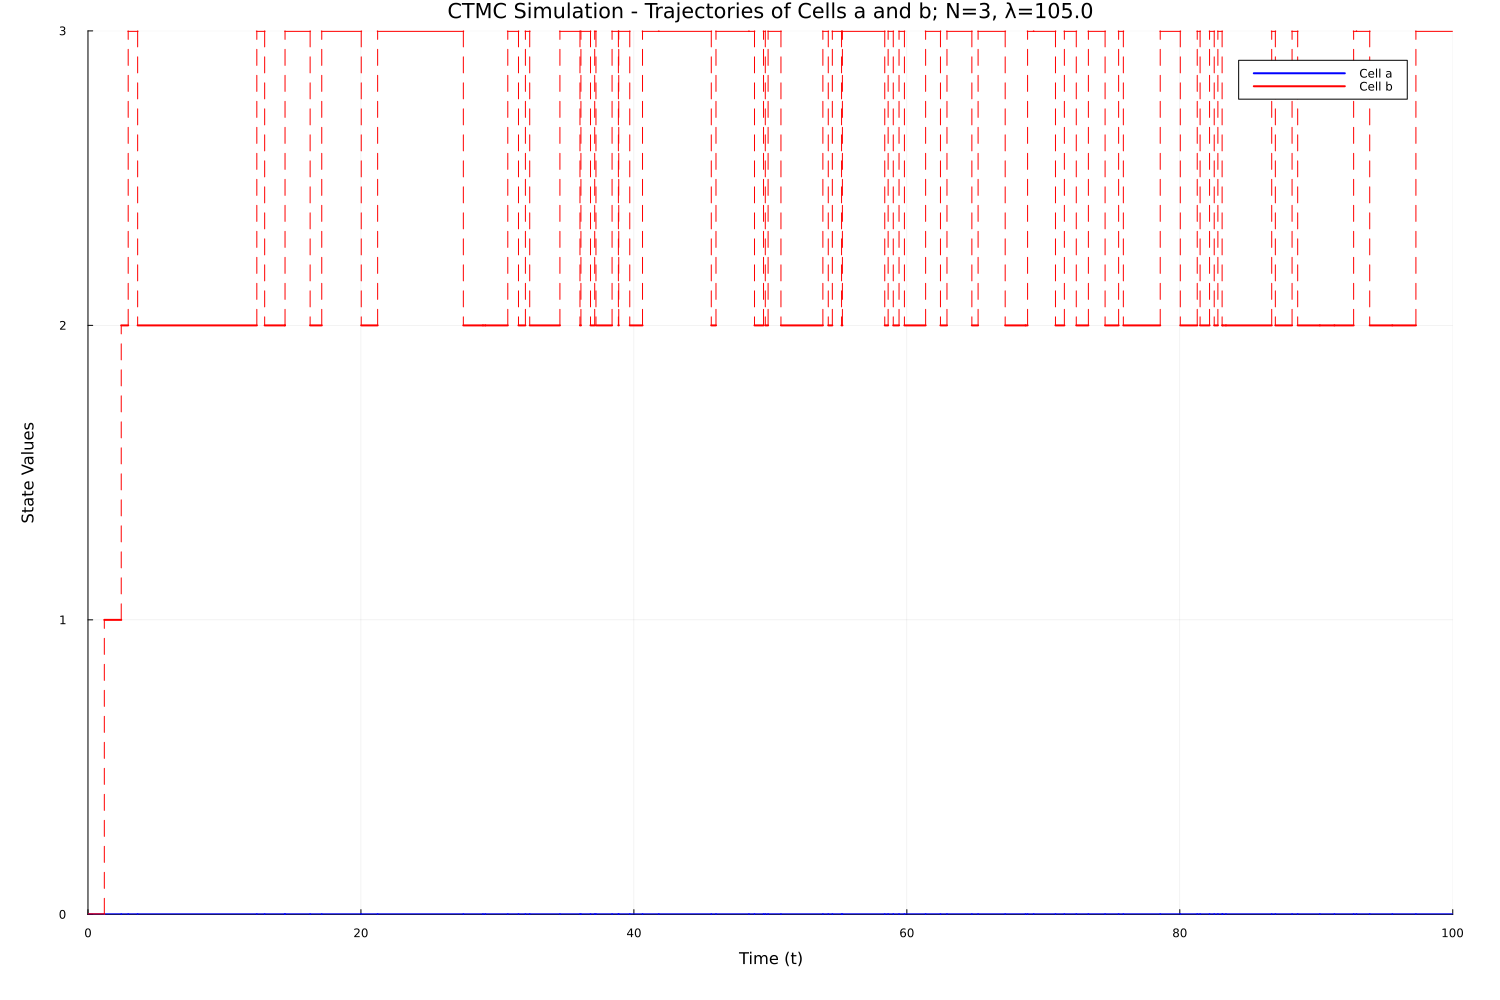 CTMC Simulation - Trajectories of Cells a and b; N=3, λ=105.0
3
Cell a
Cell b
2
State Values
1
0
0 20 40 60 80 100
Time (t)